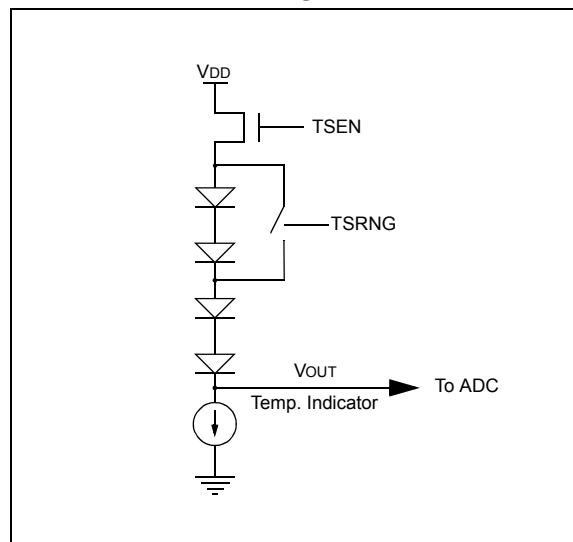 VDD
TSEN
TSRNG
VOUT
To ADC
Temp. Indicator